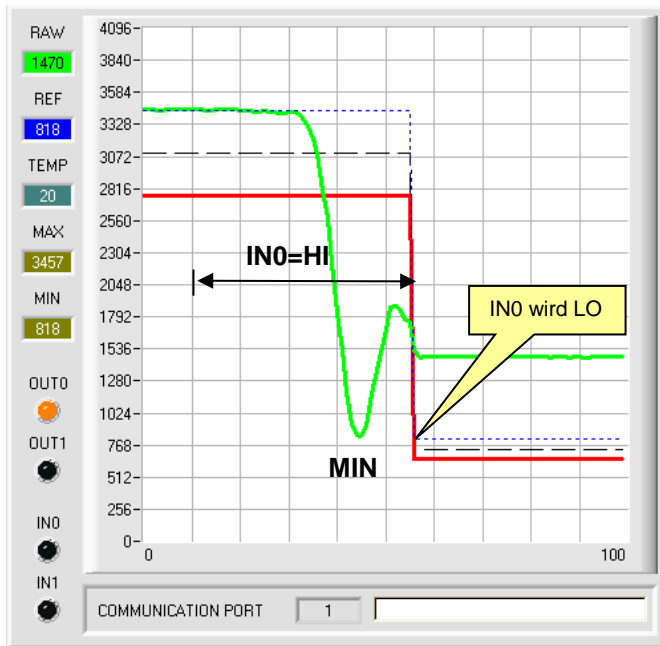 RAW
1470
REF
818
TEMP
20
MAX
3457
MIN
818
OUT0
OUT1
IN0
IN1
4096
3840
3584
3328
3072
2816
2560
2304
2048
1792
1536
1280
1024
768
512
256
0
0
100
IN0=HI
IN0 wird LO
MIN
COMMUNICATION PORT
1